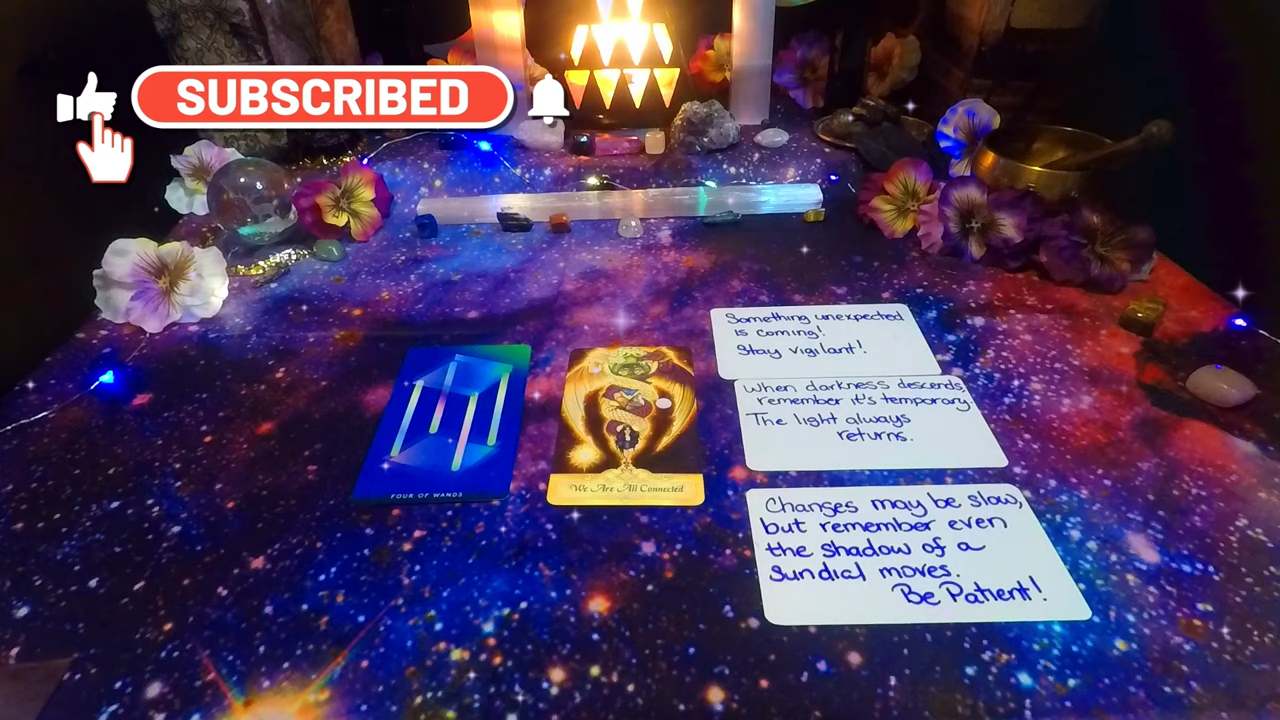 SUBSCRIBED
Something unexpected
is coming!
Stay vigilant!
When darkness descends,
remember it's temporary.
The light always
returns.
FOUR OF WANDS
We Are All Connected
Changes may be slow,
but remember even
the shadow of a
sundial moves.
Be Patient!